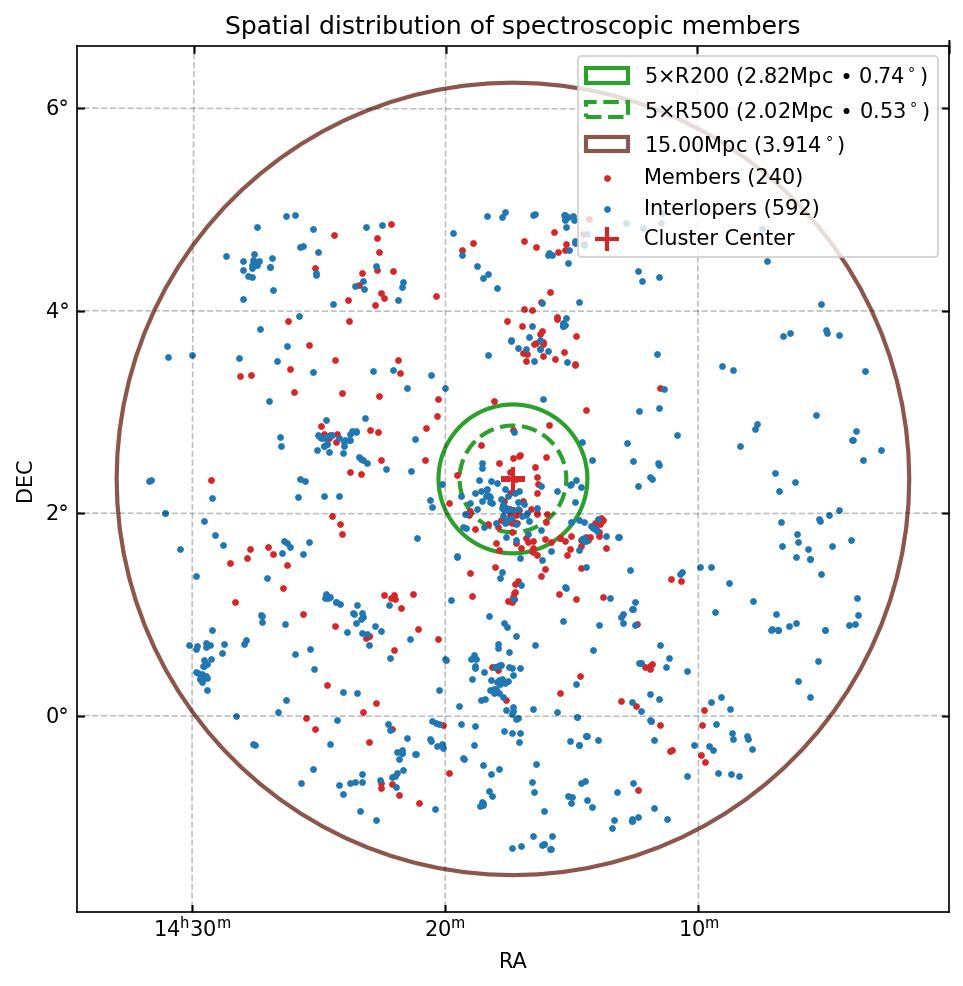 Spatial distribution of spectroscopic members
5×R200 (2.82Mpc • 0.74°)
5×R500 (2.02Mpc • 0.53°)
15.00Mpc (3.914°)
Members (240)
Interlopers (592)
Cluster Center
6°
4°
2°
0°
DEC
14ʰ30ᵐ 20ᵐ 10ᵐ
RA